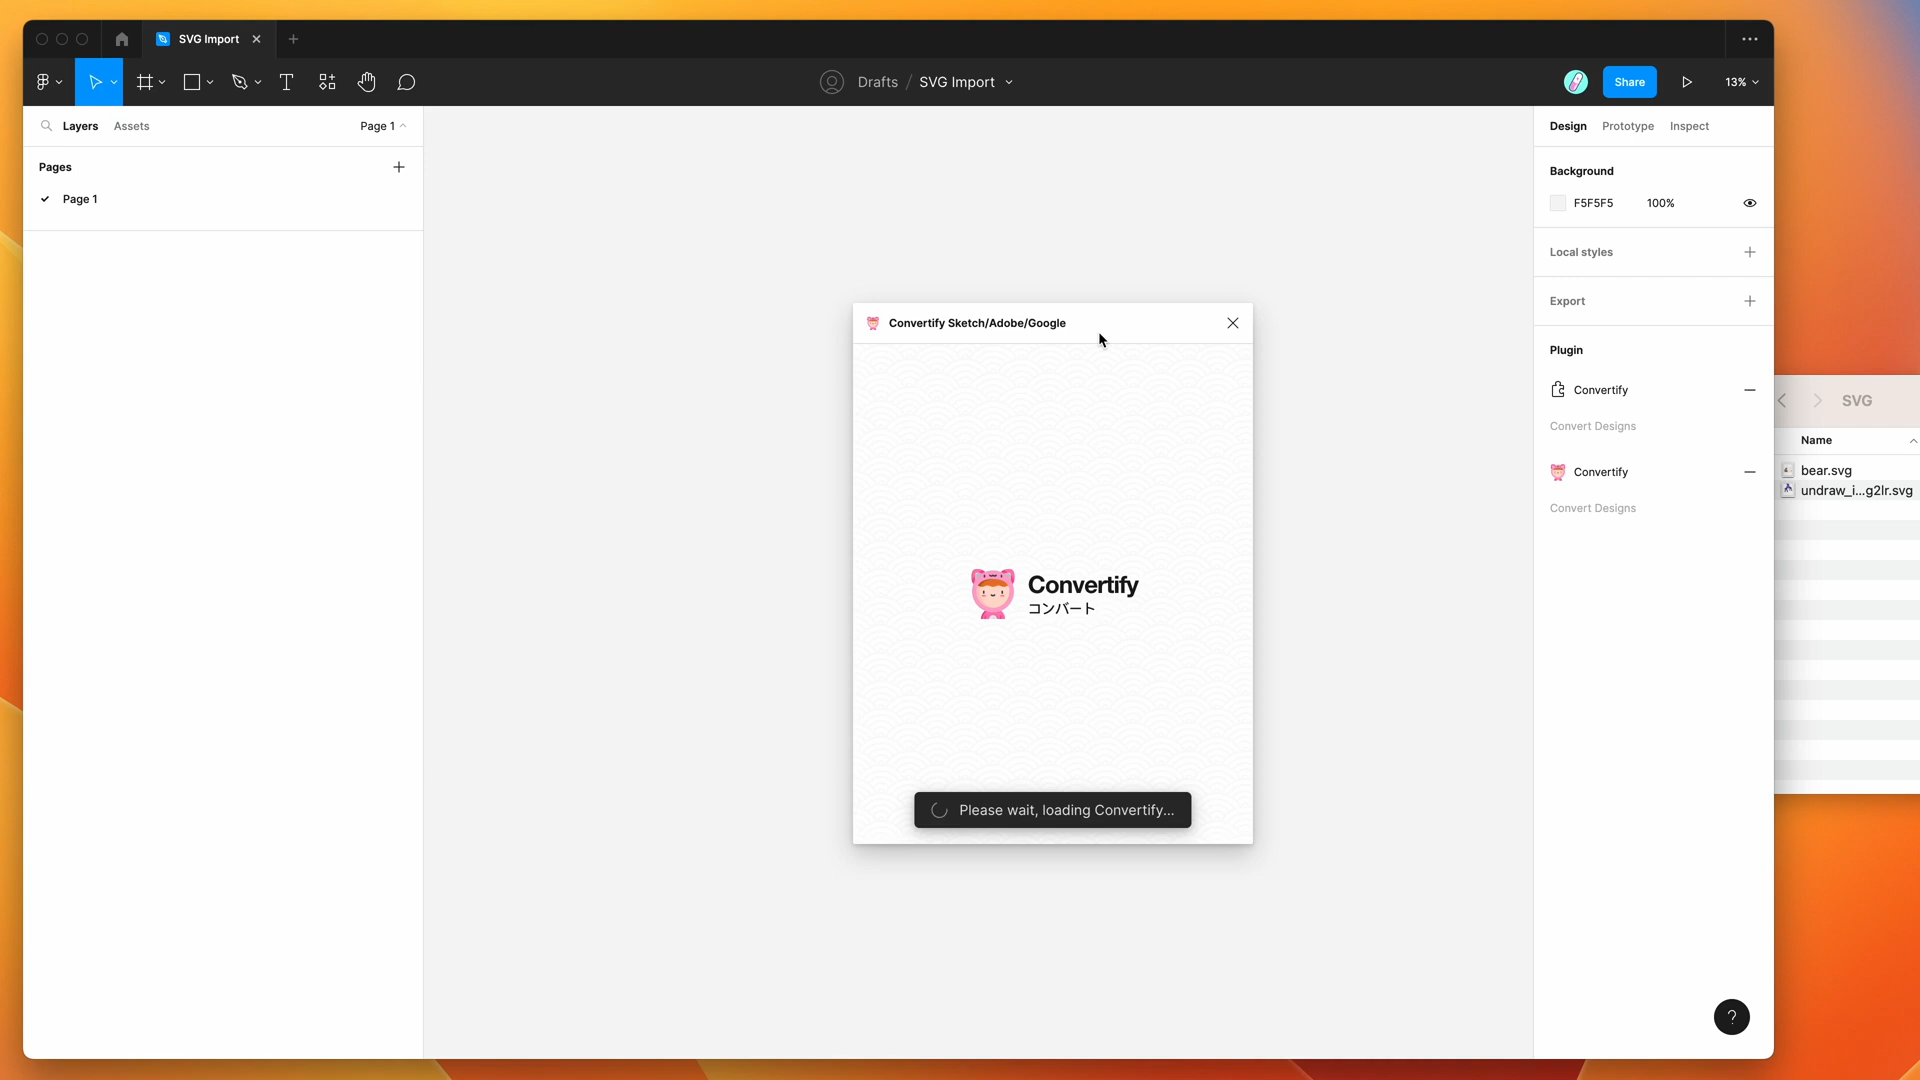 SVG Import
Drafts / SVG Import
Share
13%
Layers
Assets
Page 1
Pages
Page 1
Convertify Sketch/Adobe/Google
Convertify
コンバート
Please wait, loading Convertify...
Design
Prototype
Inspect
Background
F5F5F5
100%
Local styles
Export
Plugin
Convertify
Convert Designs
Convertify
Convert Designs
?
SVG
Name
bear.svg
undraw_i...g2lr.svg